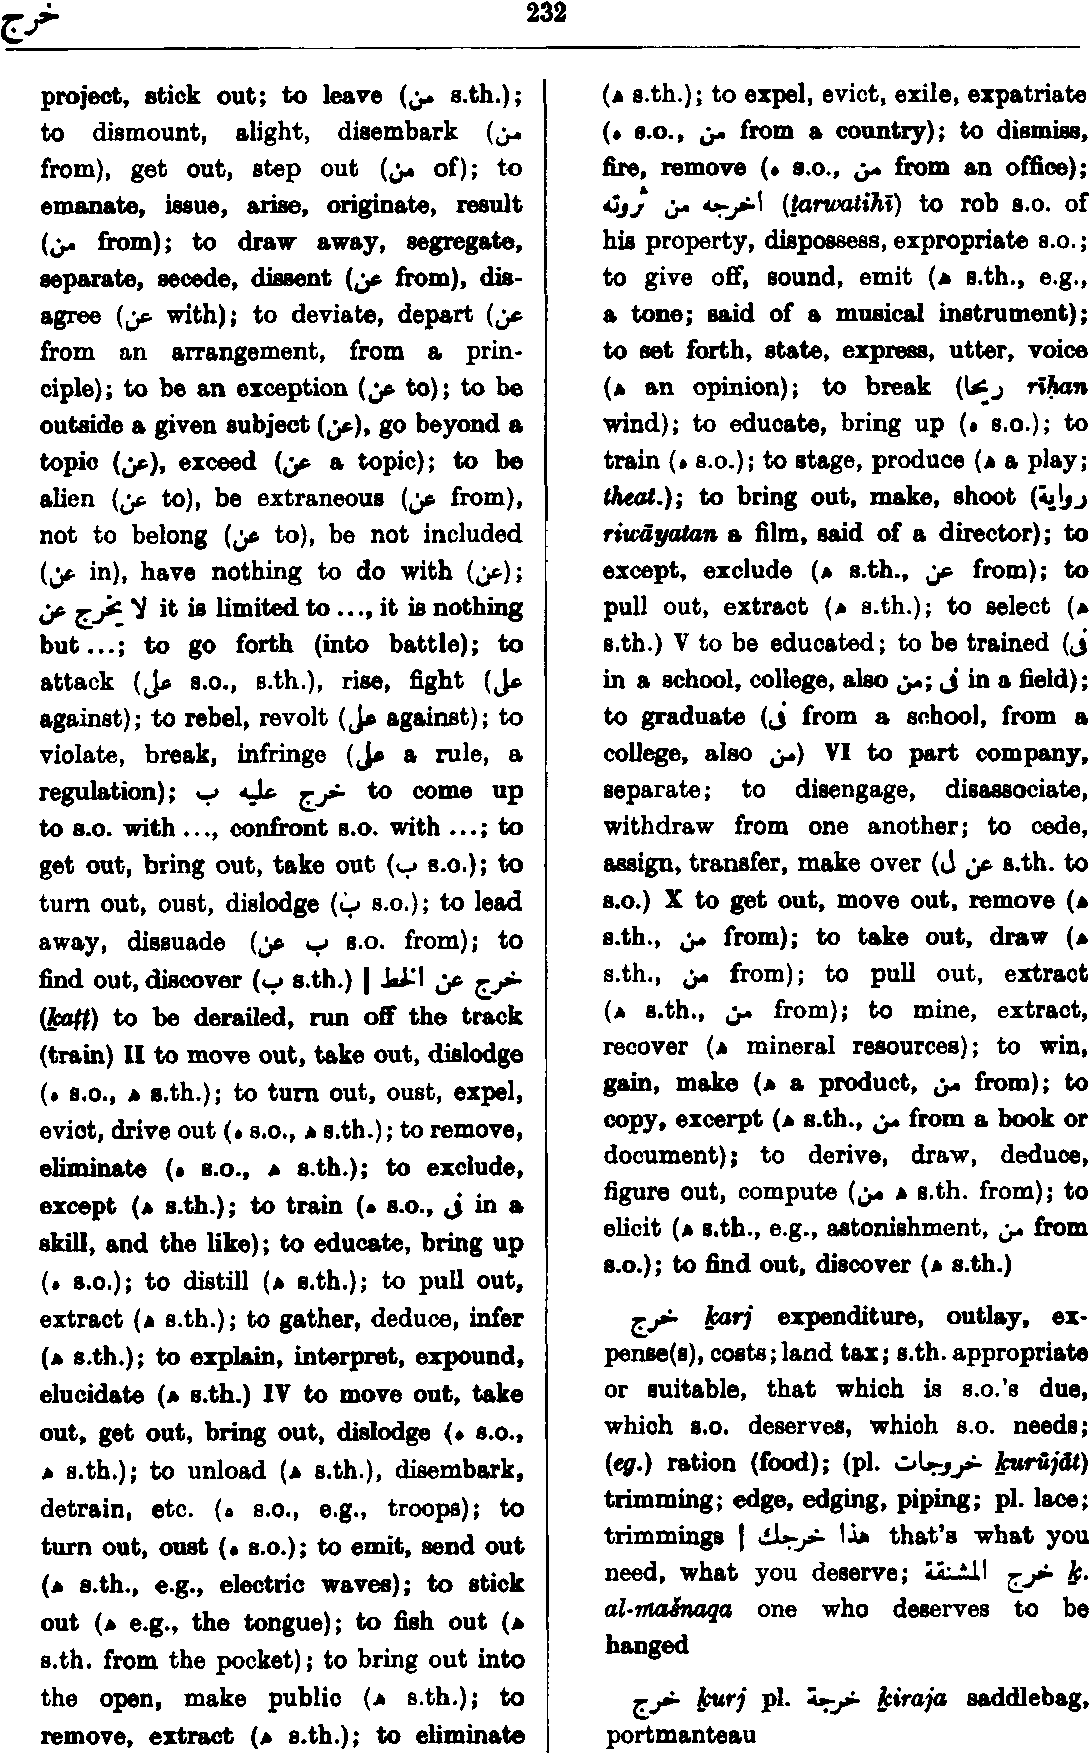 خرج
232
project, stick out; to leave (من s.th.);
to dismount, alight, disembark (من
from), get out, step out (من of); to
emanate, issue, arise, originate, result
(من from); to draw away, segregate,
separate, secede, dissent (عن from), dis-
agree (عن with); to deviate, depart (عن
from an arrangement, from a prin-
ciple); to be an exception (عن to); to be
outside a given subject (عن), go beyond a
topic (عن), exceed (عن a topic); to be
alien (عن to), be extraneous (عن from),
not to belong (عن to), be not included
(عن in), have nothing to do with (عن);
لا يخرج عن it is limited to ..., it is nothing
but ...; to go forth (into battle); to
attack (على s.o., s.th.), rise, fight (على
against); to rebel, revolt (على against); to
violate, break, infringe (على a rule, a
regulation); خرج عليه ب to come up
to s.o. with ..., confront s.o. with ...; to
get out, bring out, take out (ب s.o.); to
turn out, oust, dislodge (ب s.o.); to lead
away, dissuade (ب عن s.o. from); to
find out, discover (ب s.th.) | خرج عن الخط
(ḵaṭṭ) to be derailed, run off the track
(train) II to move out, take out, dislodge
(ه s.o., ه s.th.); to turn out, oust, expel,
evict, drive out (ه s.o., ه s.th.); to remove,
eliminate (ه s.o., ه s.th.); to exclude,
except (ه s.th.); to train (ه s.o., فى in a
skill, and the like); to educate, bring up
(ه s.o.); to distill (ه s.th.); to pull out,
extract (ه s.th.); to gather, deduce, infer
(ه s.th.); to explain, interpret, expound,
elucidate (ه s.th.) IV to move out, take
out, get out, bring out, dislodge (ه s.o.,
ه s.th.); to unload (ه s.th.), disembark,
detrain, etc. (ه s.o., e.g., troops); to
turn out, oust (ه s.o.); to emit, send out
(ه s.th., e.g., electric waves); to stick
out (ه e.g., the tongue); to fish out (ه
s.th. from the pocket); to bring out into
the open, make public (ه s.th.); to
remove, extract (ه s.th.); to eliminate
(ه s.th.); to expel, evict, exile, expatriate
(ه s.o., من from a country); to dismiss,
fire, remove (ه s.o., من from an office);
اخرجه من ثروته (ṯarwatihī) to rob s.o. of
his property, dispossess, expropriate s.o.;
to give off, sound, emit (ه s.th., e.g.,
a tone; said of a musical instrument);
to set forth, state, express, utter, voice
(ه an opinion); to break (ريحا rīḥan
wind); to educate, bring up (ه s.o.); to
train (ه s.o.); to stage, produce (ه a play;
theat.); to bring out, make, shoot (رواية
riwāyatan a film, said of a director); to
except, exclude (ه s.th., عن from); to
pull out, extract (ه s.th.); to select (ه
s.th.) V to be educated; to be trained (فى
in a school, college, also من; فى in a field);
to graduate (فى from a school, from a
college, also من) VI to part company,
separate; to disengage, disassociate,
withdraw from one another; to cede,
assign, transfer, make over (عن ل s.th. to
s.o.) X to get out, move out, remove (ه
s.th., من from); to take out, draw (ه
s.th., من from); to pull out, extract
(ه s.th., من from); to mine, extract,
recover (ه mineral resources); to win,
gain, make (ه a product, من from); to
copy, excerpt (ه s.th., من from a book or
document); to derive, draw, deduce,
figure out, compute (ه من s.th. from); to
elicit (ه s.th., e.g., astonishment, من from
s.o.); to find out, discover (ه s.th.)
خرج ḵarj expenditure, outlay, ex-
pense(s), costs; land tax; s.th. appropriate
or suitable, that which is s.o.'s due,
which s.o. deserves, which s.o. needs;
(eg.) ration (food); (pl. خروجات ḵurūjāt)
trimming; edge, edging, piping; pl. lace;
trimmings | هذا خرجك that's what you
need, what you deserve; خرج المشنقة ḵ.
al-mašnaqa one who deserves to be
hanged
خرج ḵurj pl. خرجة ḵiraja saddlebag,
portmanteau